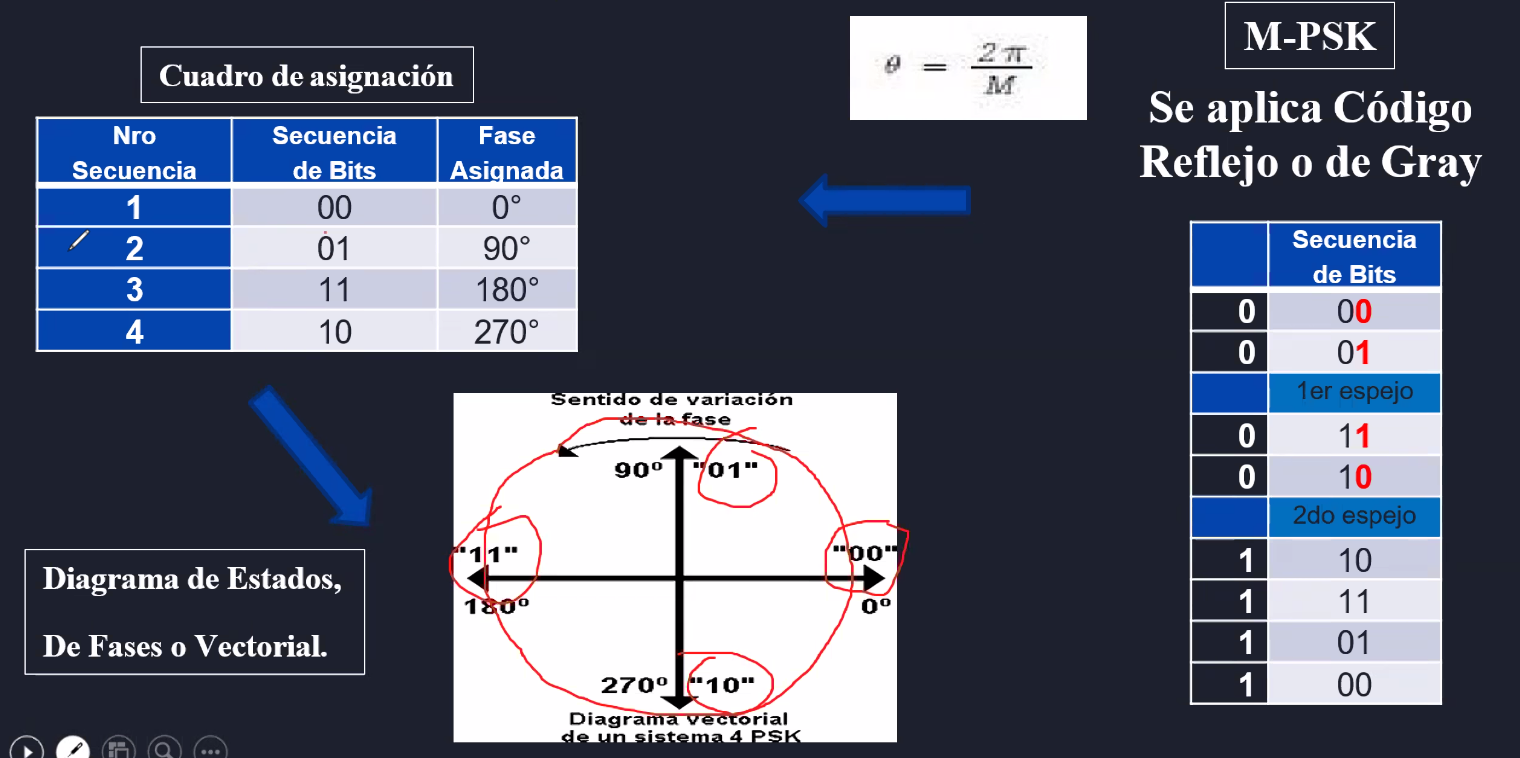 M-PSK
Se aplica Código
Reflejo o de Gray
θ = 2π
M
Cuadro de asignación
Nro Secuencia	Secuencia de Bits	Fase Asignada
1	00	0°
2	01	90°
3	11	180°
4	10	270°
Secuencia
de Bits
0	00
0	01
1er espejo
0	11
0	10
2do espejo
1	10
1	11
1	01
1	00
Sentido de variación
de la fase
90º "01"
"11" "00"
180º 0º
270º "10"
Diagrama vectorial
de un sistema 4 PSK
Diagrama de Estados,
De Fases o Vectorial.